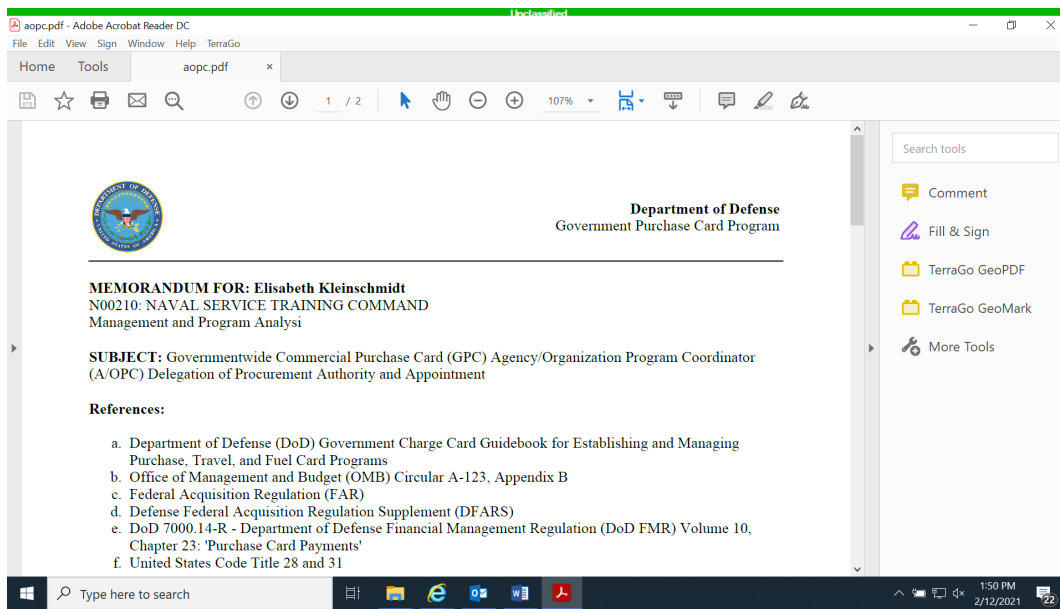 Unclassified
aopc.pdf - Adobe Acrobat Reader DC
File Edit View Sign Window Help TerraGo
Home Tools aopc.pdf ×
1 / 2 107%
Search tools
Comment
Fill & Sign
TerraGo GeoPDF
TerraGo GeoMark
More Tools
DEPARTMENT OF DEFENSE
UNITED STATES OF AMERICA
Department of Defense
Government Purchase Card Program
MEMORANDUM FOR: Elisabeth Kleinschmidt
N00210: NAVAL SERVICE TRAINING COMMAND
Management and Program Analysi
SUBJECT: Governmentwide Commercial Purchase Card (GPC) Agency/Organization Program Coordinator
(A/OPC) Delegation of Procurement Authority and Appointment
References:
a. Department of Defense (DoD) Government Charge Card Guidebook for Establishing and Managing
Purchase, Travel, and Fuel Card Programs
b. Office of Management and Budget (OMB) Circular A-123, Appendix B
c. Federal Acquisition Regulation (FAR)
d. Defense Federal Acquisition Regulation Supplement (DFARS)
e. DoD 7000.14-R - Department of Defense Financial Management Regulation (DoD FMR) Volume 10,
Chapter 23: 'Purchase Card Payments'
f. United States Code Title 28 and 31
Type here to search
1:50 PM
2/12/2021
22